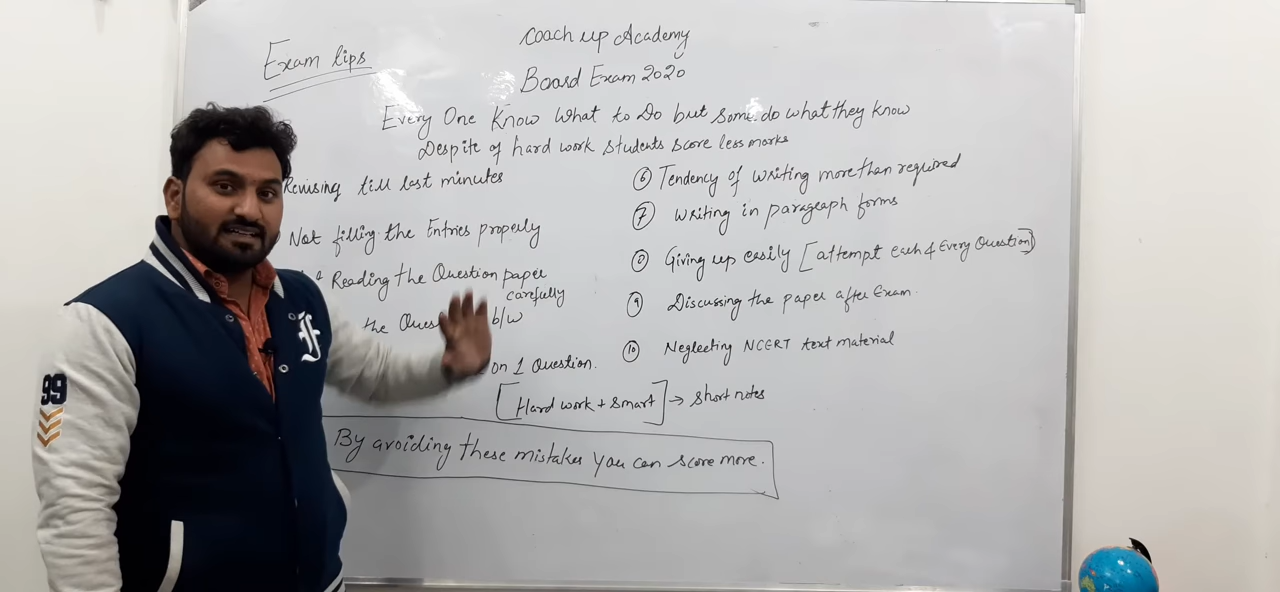 Exam tips
Coach up Academy
Board Exam 2020
Every One Know What to Do but some do what they know
Despite of hard work students score less marks
Revising till last minutes
Not filling the Entries properly
Reading the Question paper
carefully
the b/w
on 1 Question.
⑥ Tendency of writing more than required
⑦ Writing in paragraph forms
Giving up easily [attempt each & Every Question]
⑨ Discussing the paper after Exam.
⑩ Neglecting NCERT text material
[Hard work + smart] → short notes
By avoiding these mistakes you can score more.
99